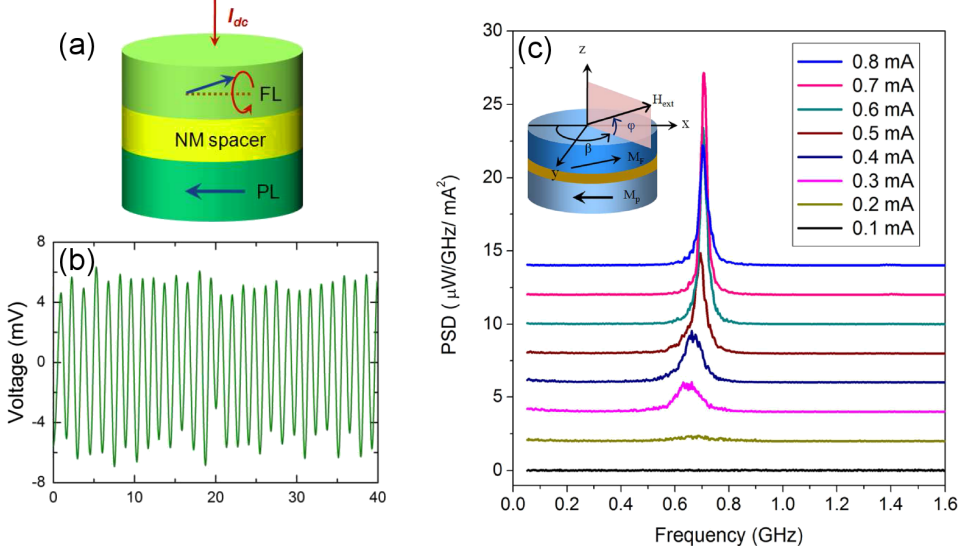 (a)
I_dc
FL
NM spacer
PL
(b)
Voltage (mV)
8
4
0
-4
-8
0
10
20
30
40
(c)
PSD ( μW/GHz/ mA²)
30
25
20
15
10
5
0
0.0
0.2
0.4
0.6
0.8
1.0
1.2
1.4
1.6
Frequency (GHz)
z
H_ext
x
φ
β
y
M_F
M_p
0.8 mA
0.7 mA
0.6 mA
0.5 mA
0.4 mA
0.3 mA
0.2 mA
0.1 mA